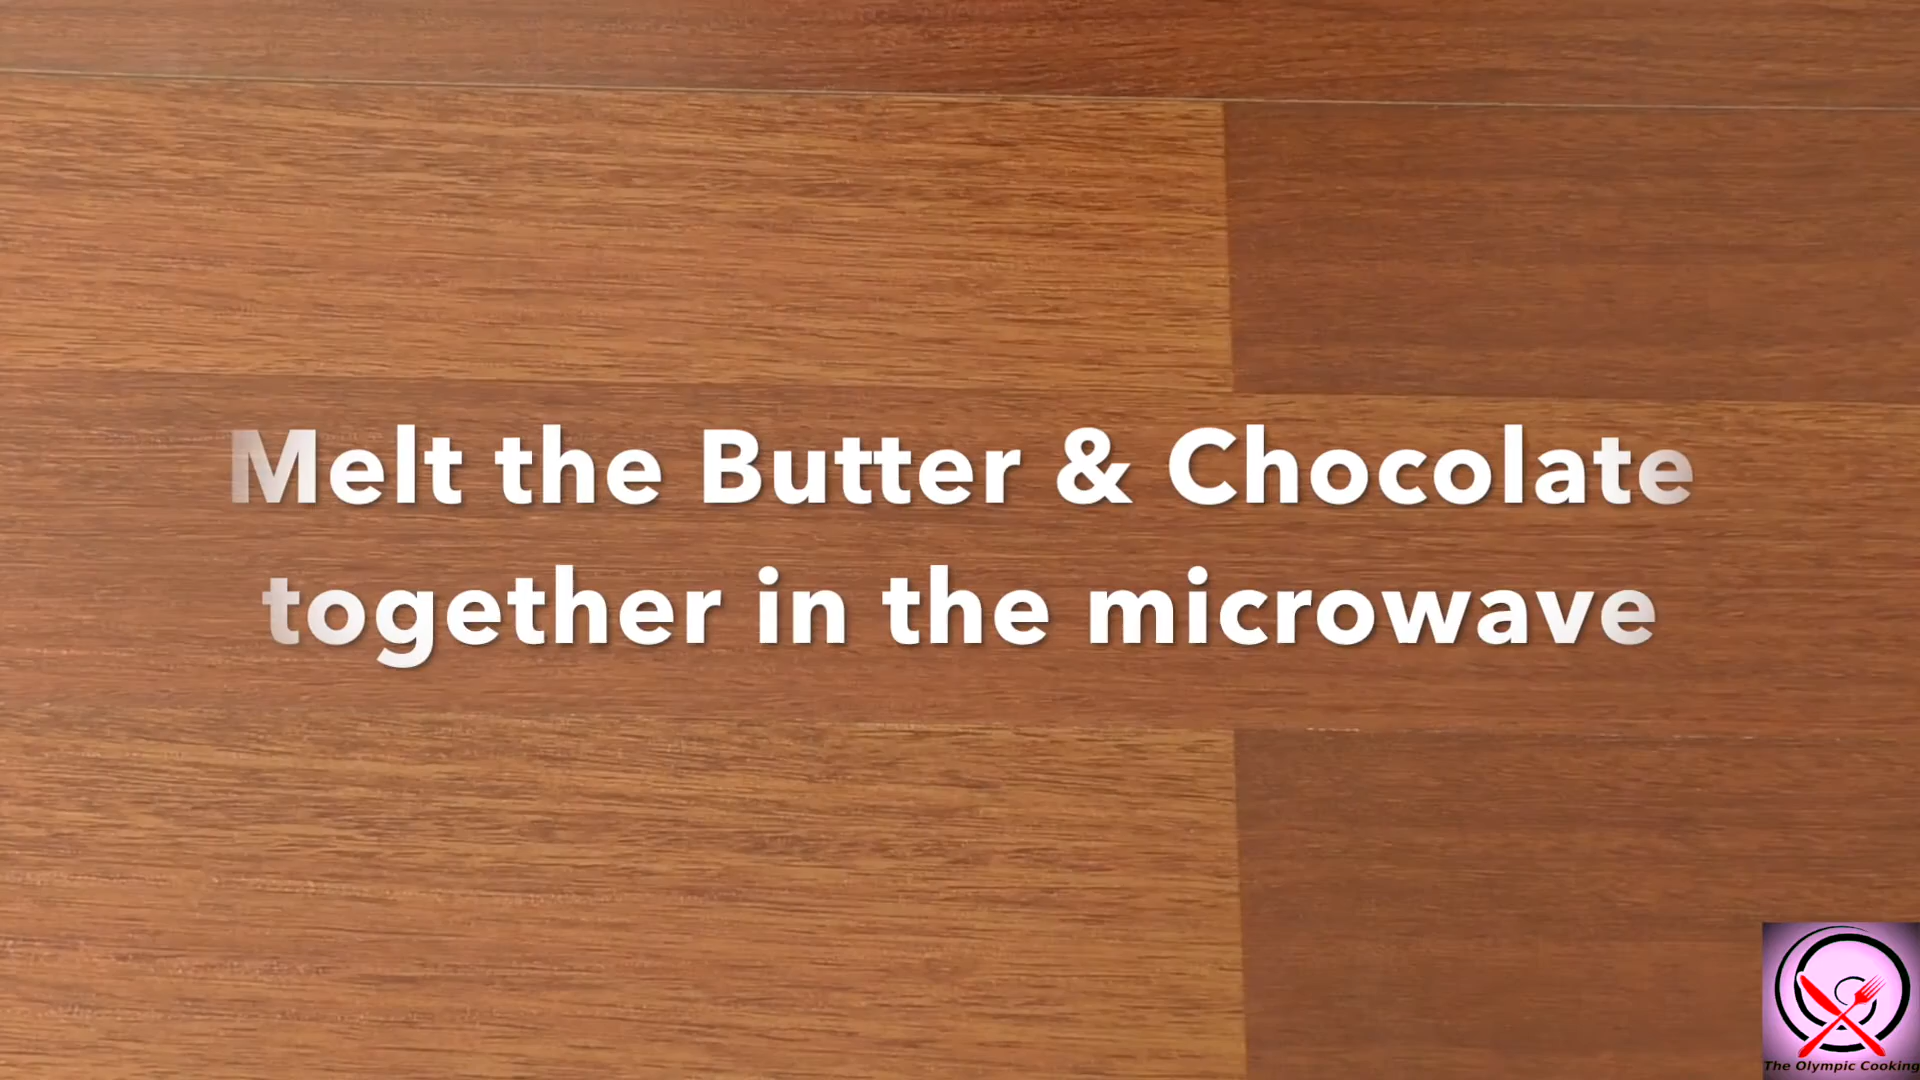 Melt the Butter & Chocolate
together in the microwave
The Olympic Cooking